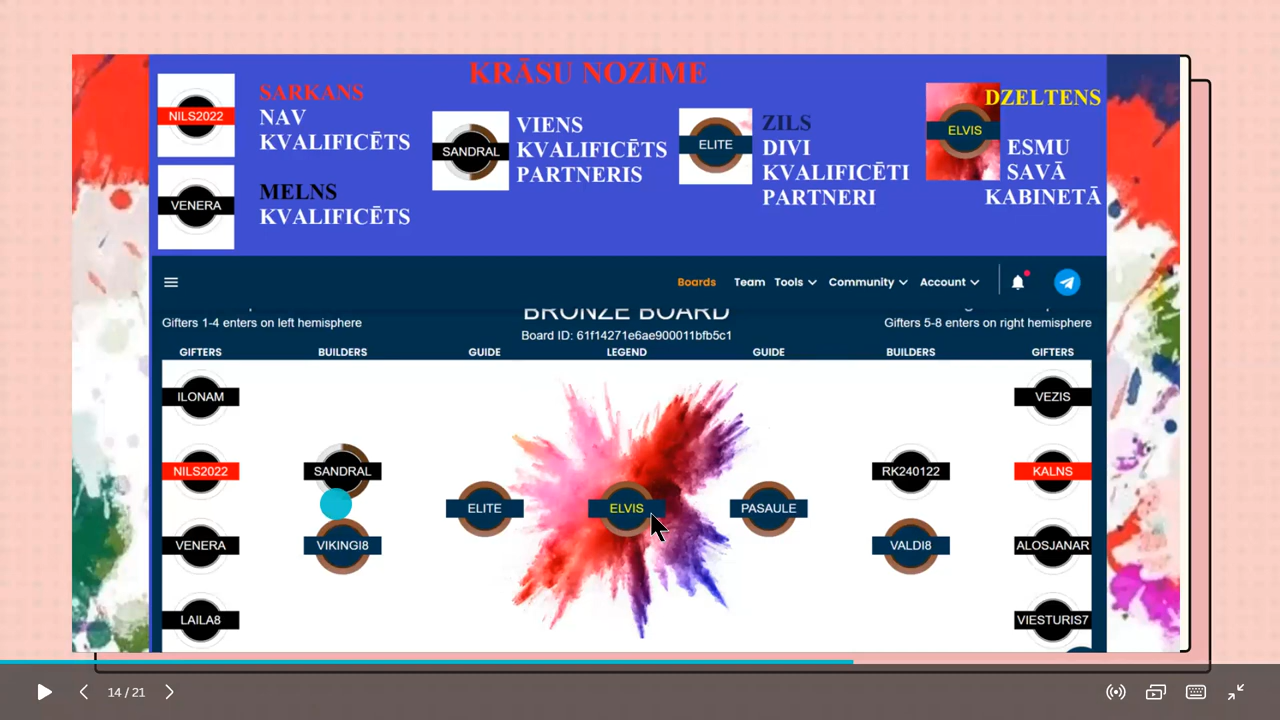 KRĀSU NOZĪME
NILS2022
SARKANS
NAV
KVALIFICĒTS
VENERA
MELNS
KVALIFICĒTS
SANDRAL
VIENS
KVALIFICĒTS
PARTNERIS
ELITE
ZILS
DIVI
KVALIFICĒTI
PARTNERI
ELVIS
DZELTENS
ESMU
SAVĀ
KABINETĀ
Boards Team Tools Community Account
BRONZE BOARD
Gifters 1-4 enters on left hemisphere
Board ID: 61f14271e6ae900011bfb5c1
Gifters 5-8 enters on right hemisphere
GIFTERS BUILDERS GUIDE LEGEND GUIDE BUILDERS GIFTERS
ILONAM VEZIS
NILS2022 SANDRAL RK240122 KALNS
ELITE ELVIS PASAULE
VENERA VIKINGI8 VALDI8 ALOSJANAR
LAILA8 VIESTURIS7
14 / 21